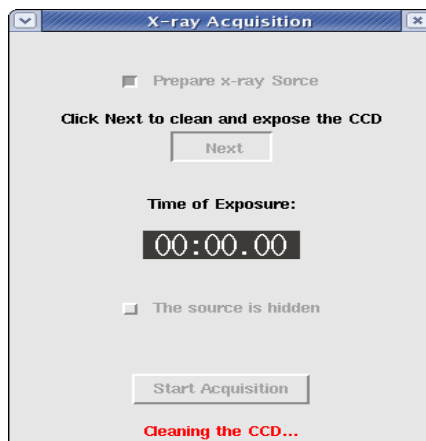 X-ray Acquisition
Prepare x-ray Sorce
Click Next to clean and expose the CCD
Next
Time of Exposure:
00:00.00
The source is hidden
Start Acquisition
Cleaning the CCD...